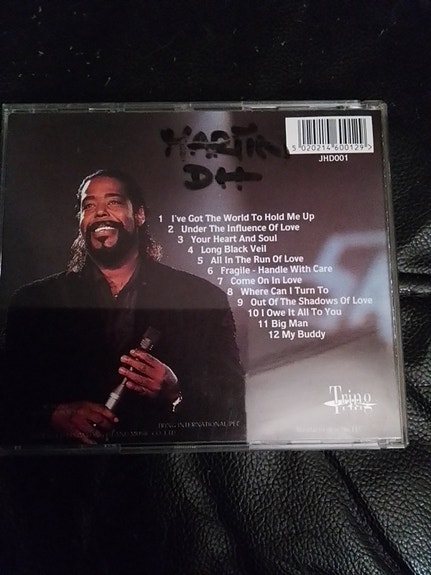 MARTIN
DH
5 020214 600129 >
JHD001
1 I've Got The World To Hold Me Up
2 Under The Influence Of Love
3 Your Heart And Soul
4 Long Black Veil
5 All In The Run Of Love
6 Fragile - Handle With Care
7 Come On In Love
8 Where Can I Turn To
9 Out Of The Shadows Of Love
10 I Owe It All To You
11 Big Man
12 My Buddy
Tring
TRING INTERNATIONAL PLC